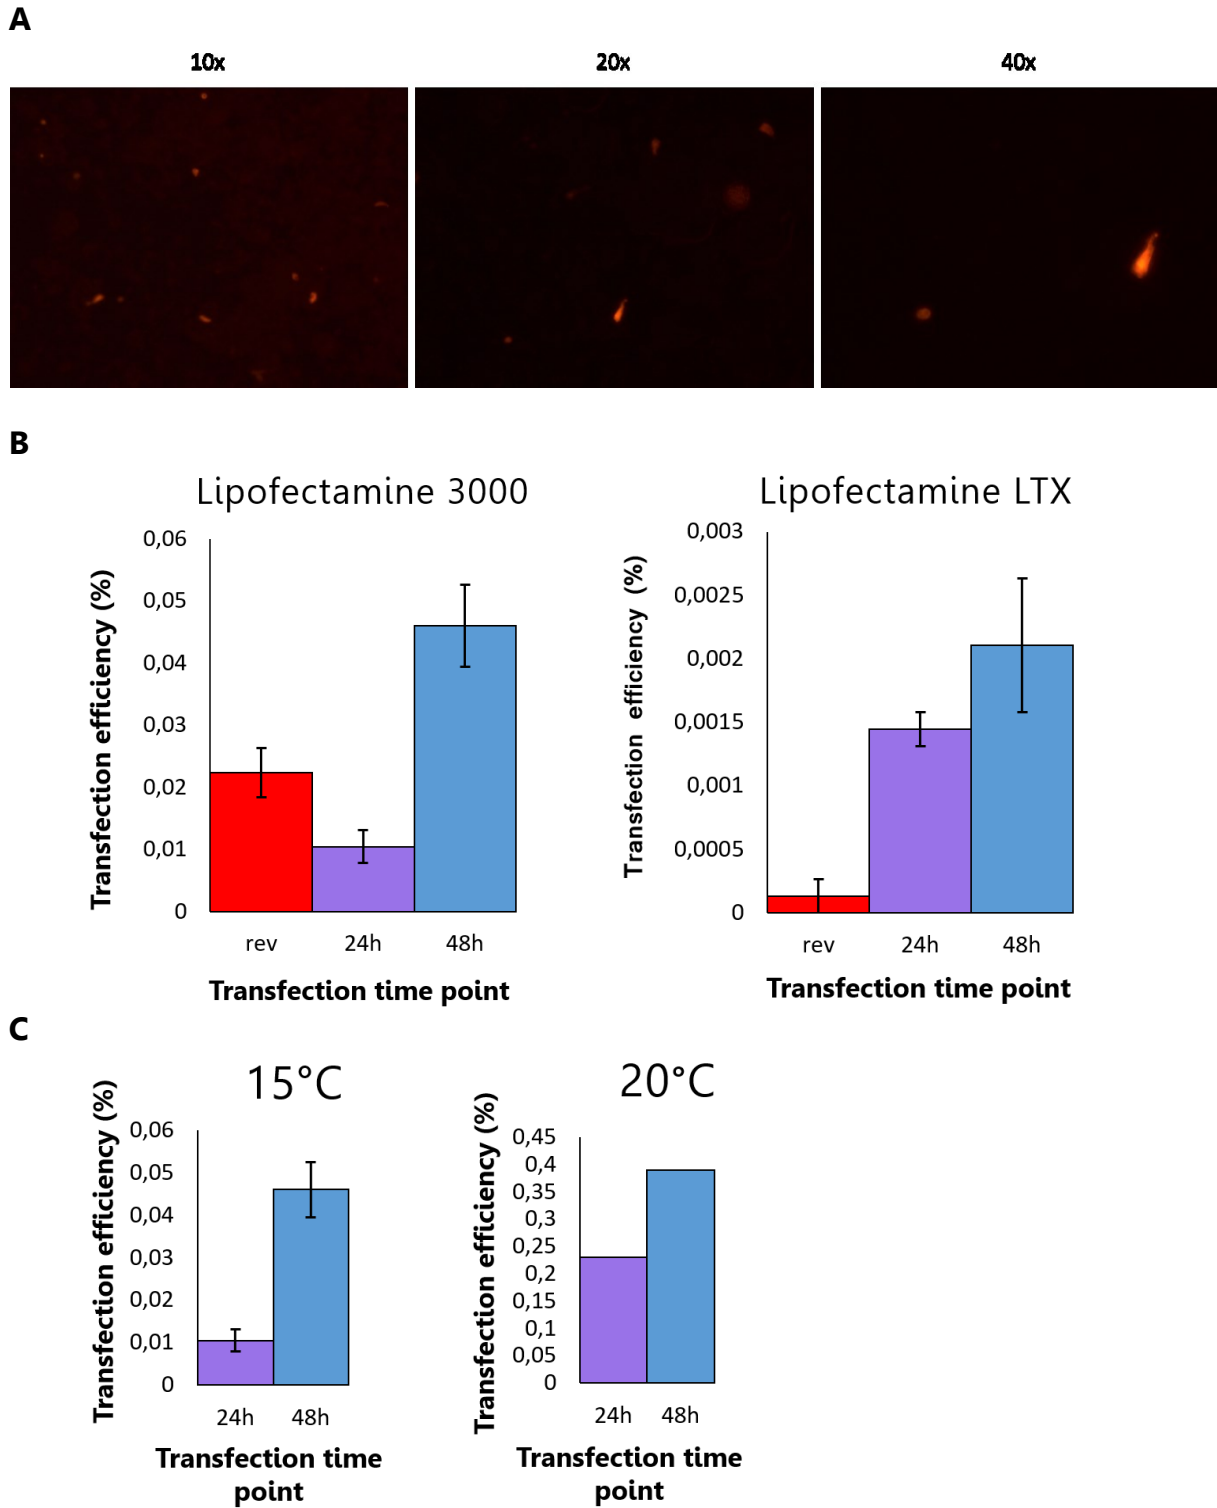 A
10x
20x
40x
B
Lipofectamine 3000
Transfection efficiency (%)
0,06
0,05
0,04
0,03
0,02
0,01
0
rev
24h
48h
Transfection time point
Lipofectamine LTX
Transfection efficiency (%)
0,003
0,0025
0,002
0,0015
0,001
0,0005
0
rev
24h
48h
Transfection time point
C
15°C
Transfection efficiency (%)
0,06
0,05
0,04
0,03
0,02
0,01
0
24h
48h
Transfection time
point
20°C
Transfection efficiency (%)
0,45
0,4
0,35
0,3
0,25
0,2
0,15
0,1
0,05
0
24h
48h
Transfection time
point